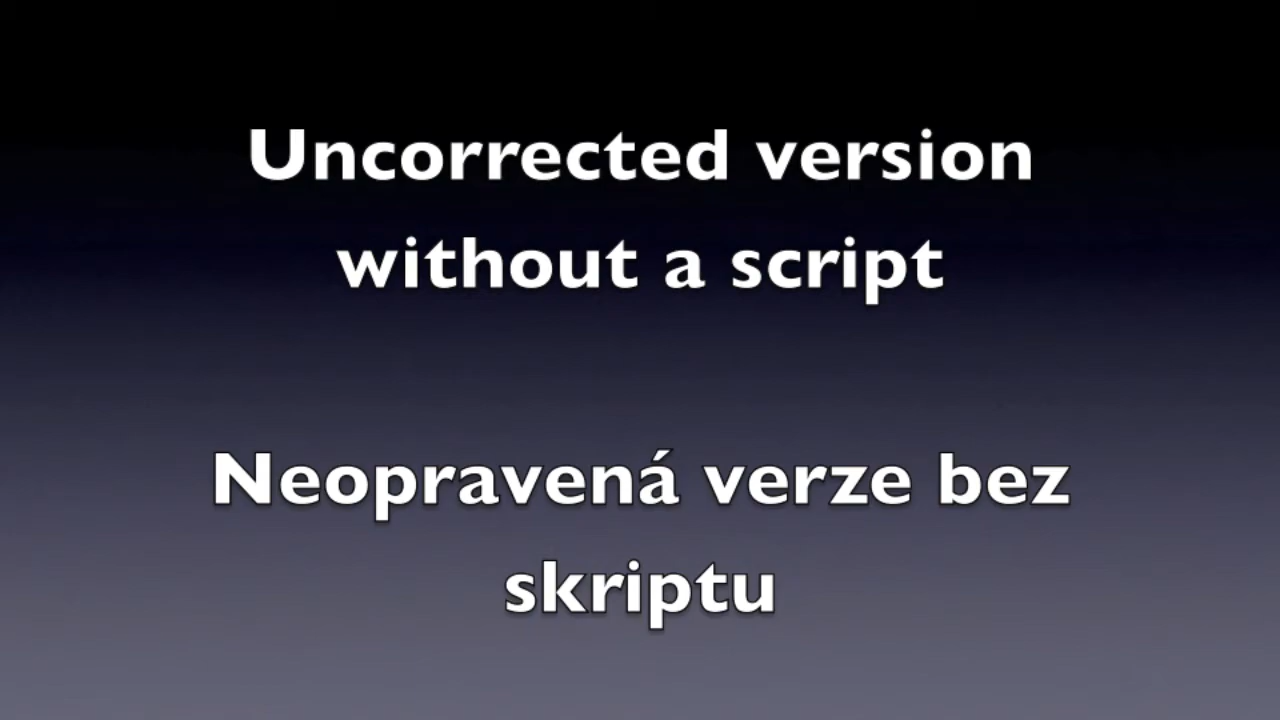 Uncorrected version
without a script
Neopravená verze bez
skriptu